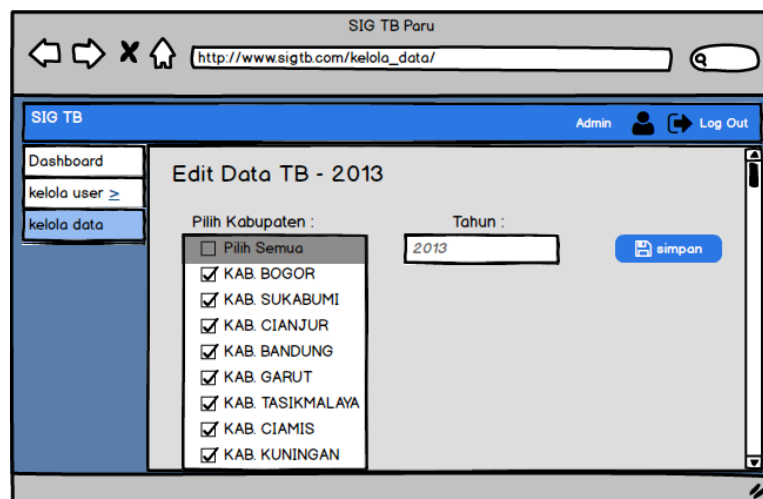 SIG TB Paru
http://www.sigtb.com/kelola_data/
SIG TB
Admin
Log Out
Dashboard
kelola user >
kelola data
Edit Data TB - 2013
Pilih Kabupaten :
Tahun :
Pilih Semua
2013
simpan
KAB. BOGOR
KAB. SUKABUMI
KAB. CIANJUR
KAB. BANDUNG
KAB. GARUT
KAB. TASIKMALAYA
KAB. CIAMIS
KAB. KUNINGAN